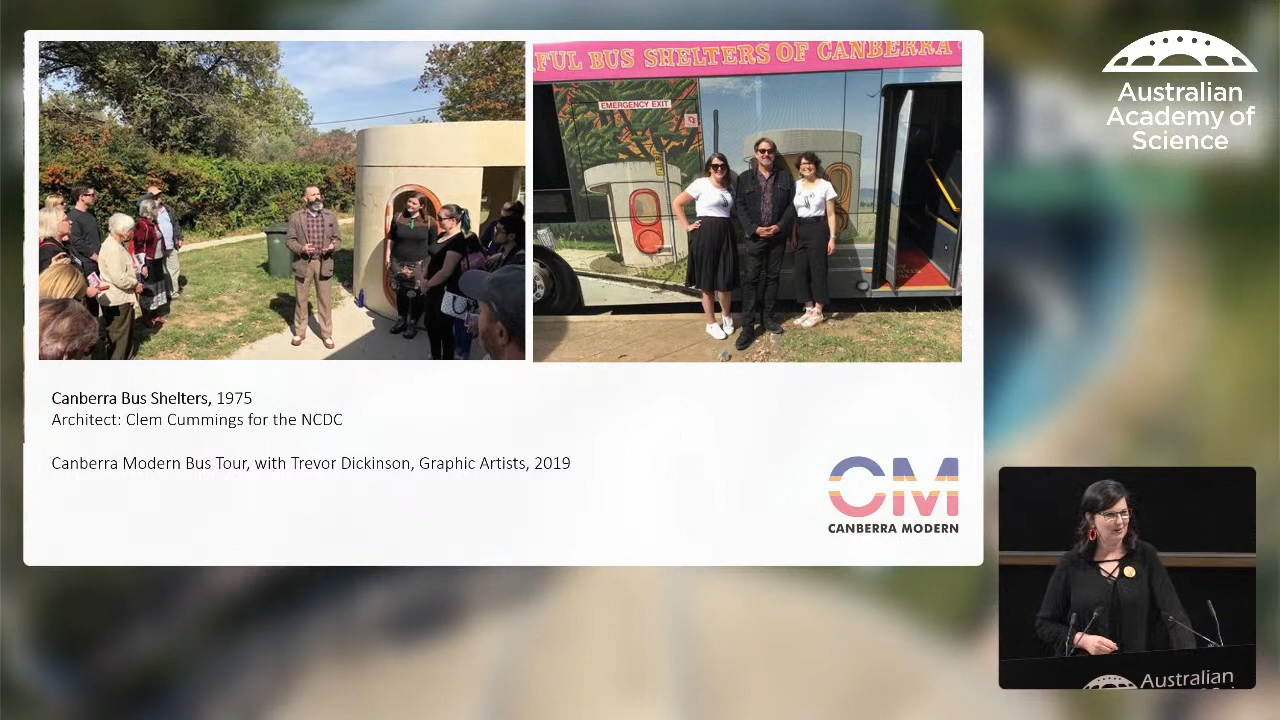 FUL BUS SHELTERS OF CANBERRA
EMERGENCY EXIT
Canberra Bus Shelters, 1975
Architect: Clem Cummings for the NCDC
Canberra Modern Bus Tour, with Trevor Dickinson, Graphic Artists, 2019
CM
CANBERRA MODERN
Australian
Academy of
Science
Australian